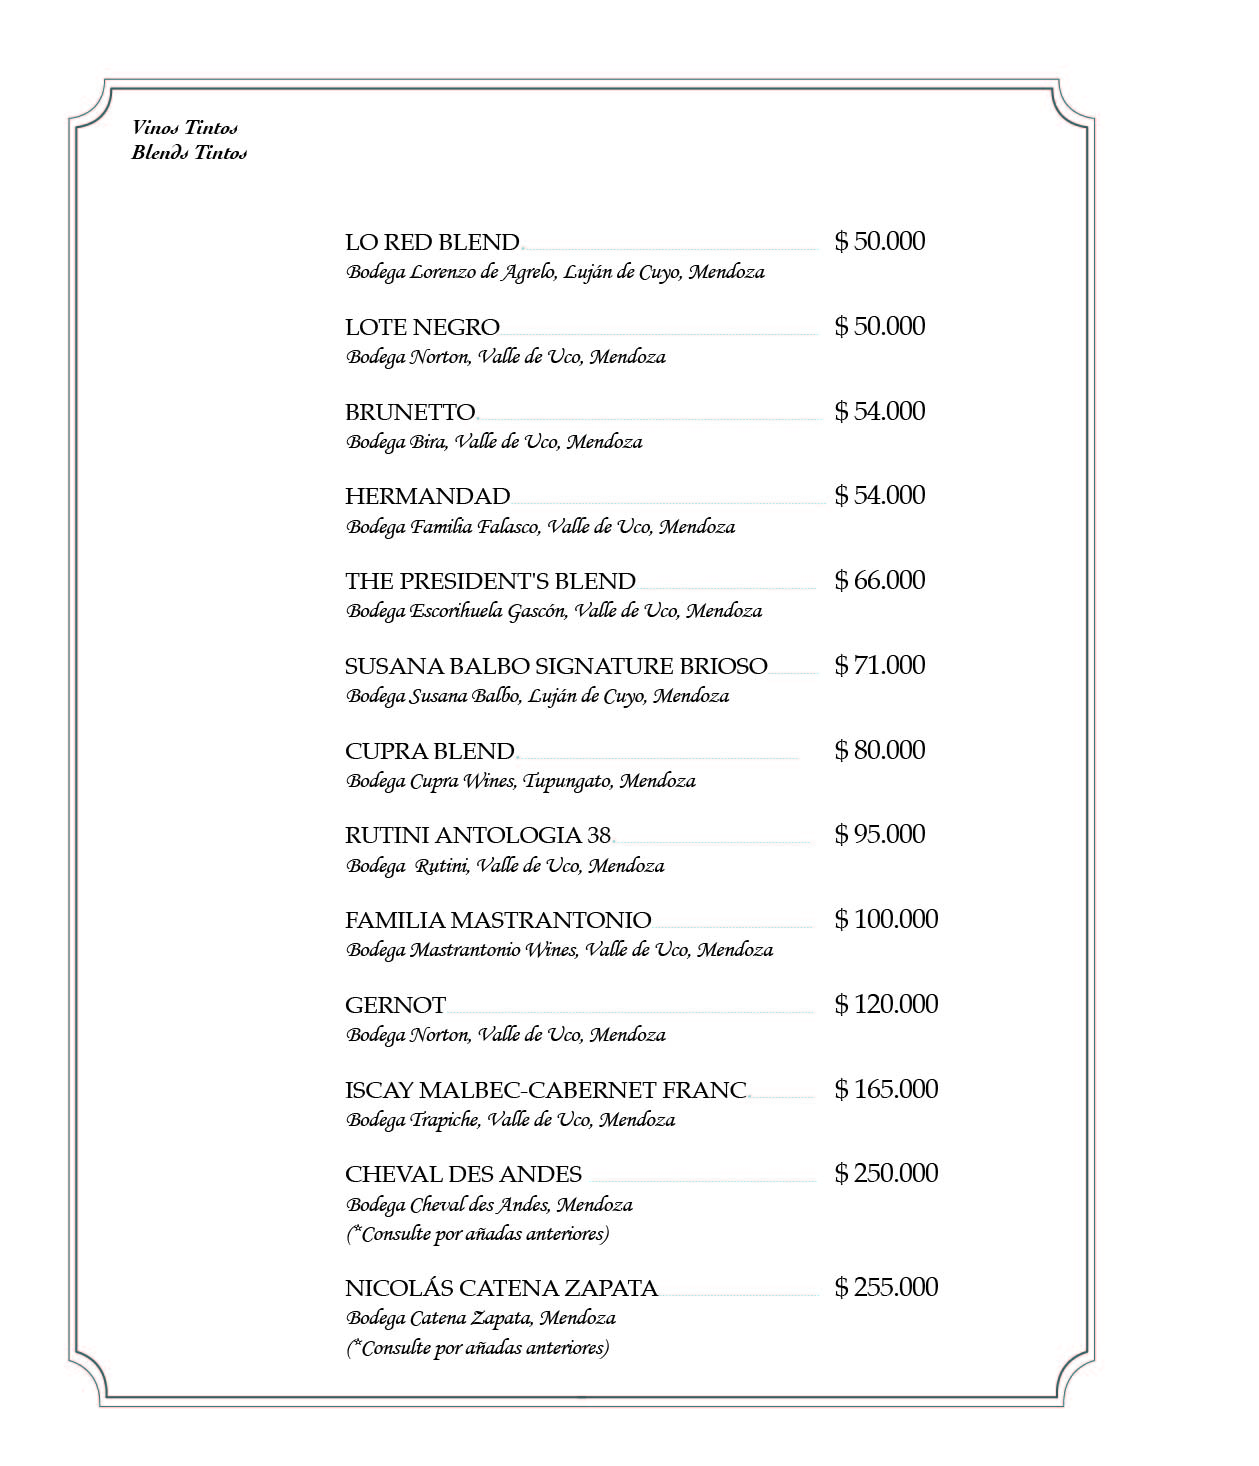 Vinos Tintos
Blends Tintos
LO RED BLEND $ 50.000
Bodega Lorenzo de Agrelo, Luján de Cuyo, Mendoza
LOTE NEGRO $ 50.000
Bodega Norton, Valle de Uco, Mendoza
BRUNETTO $ 54.000
Bodega Bira, Valle de Uco, Mendoza
HERMANDAD $ 54.000
Bodega Familia Falasco, Valle de Uco, Mendoza
THE PRESIDENT'S BLEND $ 66.000
Bodega Escorihuela Gascón, Valle de Uco, Mendoza
SUSANA BALBO SIGNATURE BRIOSO $ 71.000
Bodega Susana Balbo, Luján de Cuyo, Mendoza
CUPRA BLEND $ 80.000
Bodega Cupra Wines, Tupungato, Mendoza
RUTINI ANTOLOGIA 38 $ 95.000
Bodega Rutini, Valle de Uco, Mendoza
FAMILIA MASTRANTONIO $ 100.000
Bodega Mastrantonio Wines, Valle de Uco, Mendoza
GERNOT $ 120.000
Bodega Norton, Valle de Uco, Mendoza
ISCAY MALBEC-CABERNET FRANC $ 165.000
Bodega Trapiche, Valle de Uco, Mendoza
CHEVAL DES ANDES $ 250.000
Bodega Cheval des Andes, Mendoza
(*Consulte por añadas anteriores)
NICOLÁS CATENA ZAPATA $ 255.000
Bodega Catena Zapata, Mendoza
(*Consulte por añadas anteriores)